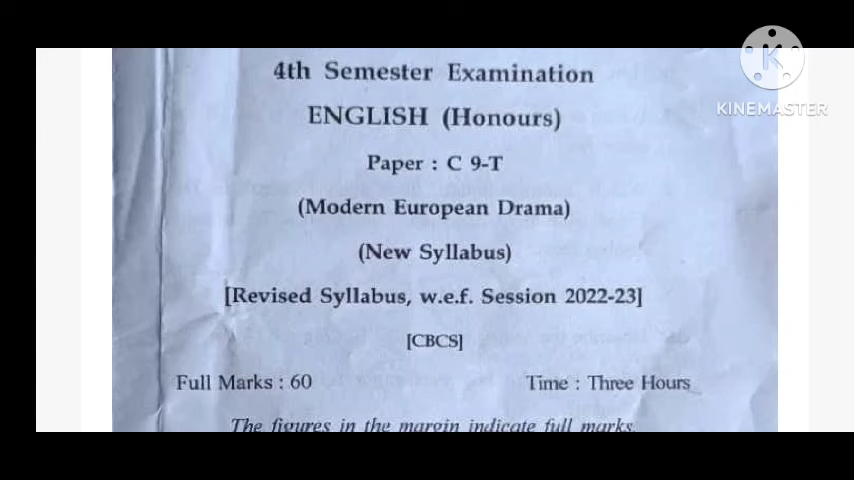 K
KINEMASTER
4th Semester Examination
ENGLISH (Honours)
Paper : C 9-T
(Modern European Drama)
(New Syllabus)
[Revised Syllabus, w.e.f. Session 2022-23]
[CBCS]
Full Marks : 60 Time : Three Hours
The figures in the margin indicate full marks.